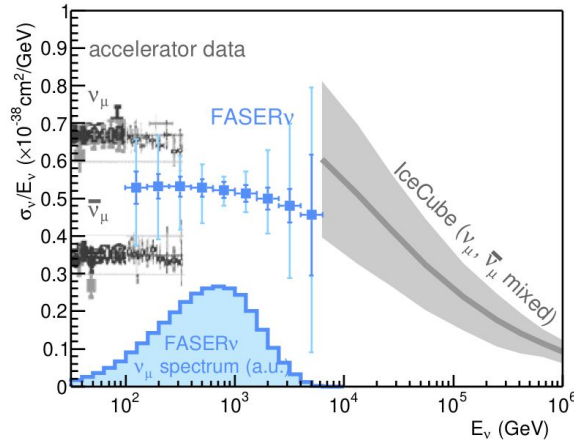 σν/Eν (×10-38cm2/GeV)
1
0.9
0.8
0.7
0.6
0.5
0.4
0.3
0.2
0.1
0
accelerator data
νμ
ν̅μ
FASERν
IceCube (νμ, ν̅μ mixed)
FASERν
νμ spectrum (a.u.)
10² 10³ 10⁴ 10⁵ 10⁶
Eν (GeV)